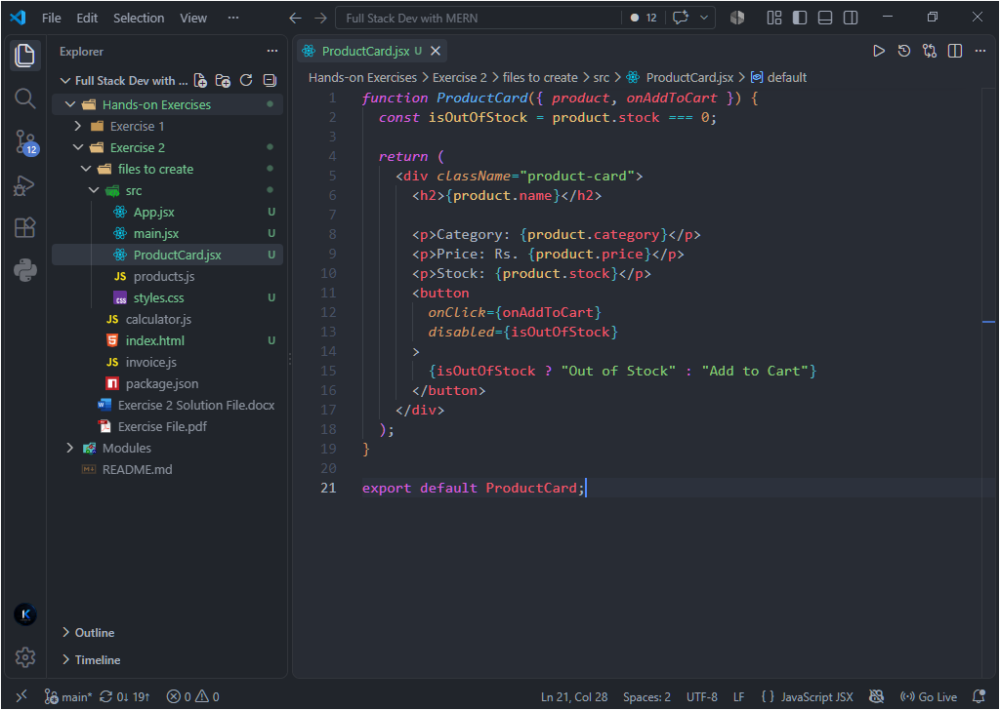 File Edit Selection View ··· Full Stack Dev with MERN 12
Explorer ···
Full Stack Dev with ...
Hands-on Exercises
Exercise 1
Exercise 2
files to create
src
App.jsx U
main.jsx U
ProductCard.jsx U
JS products.js
css styles.css U
JS calculator.js
5 index.html U
JS invoice.js
n package.json
W Exercise 2 Solution File.docx
Exercise File.pdf
Modules
M README.md
Outline
Timeline
12
K
ProductCard.jsx U
Hands-on Exercises > Exercise 2 > files to create > src > ProductCard.jsx > default
1 function ProductCard({ product, onAddToCart }) {
2 const isOutOfStock = product.stock === 0;
3
4 return (
5 <div className="product-card">
6 <h2>{product.name}</h2>
7
8 <p>Category: {product.category}</p>
9 <p>Price: Rs. {product.price}</p>
10 <p>Stock: {product.stock}</p>
11 <button
12 onClick={onAddToCart}
13 disabled={isOutOfStock}
14 >
15 {isOutOfStock ? "Out of Stock" : "Add to Cart"}
16 </button>
17 </div>
18 );
19 }
20
21 export default ProductCard;
main* 0↓ 19↑ 0 0 Ln 21, Col 28 Spaces: 2 UTF-8 LF { } JavaScript JSX Go Live